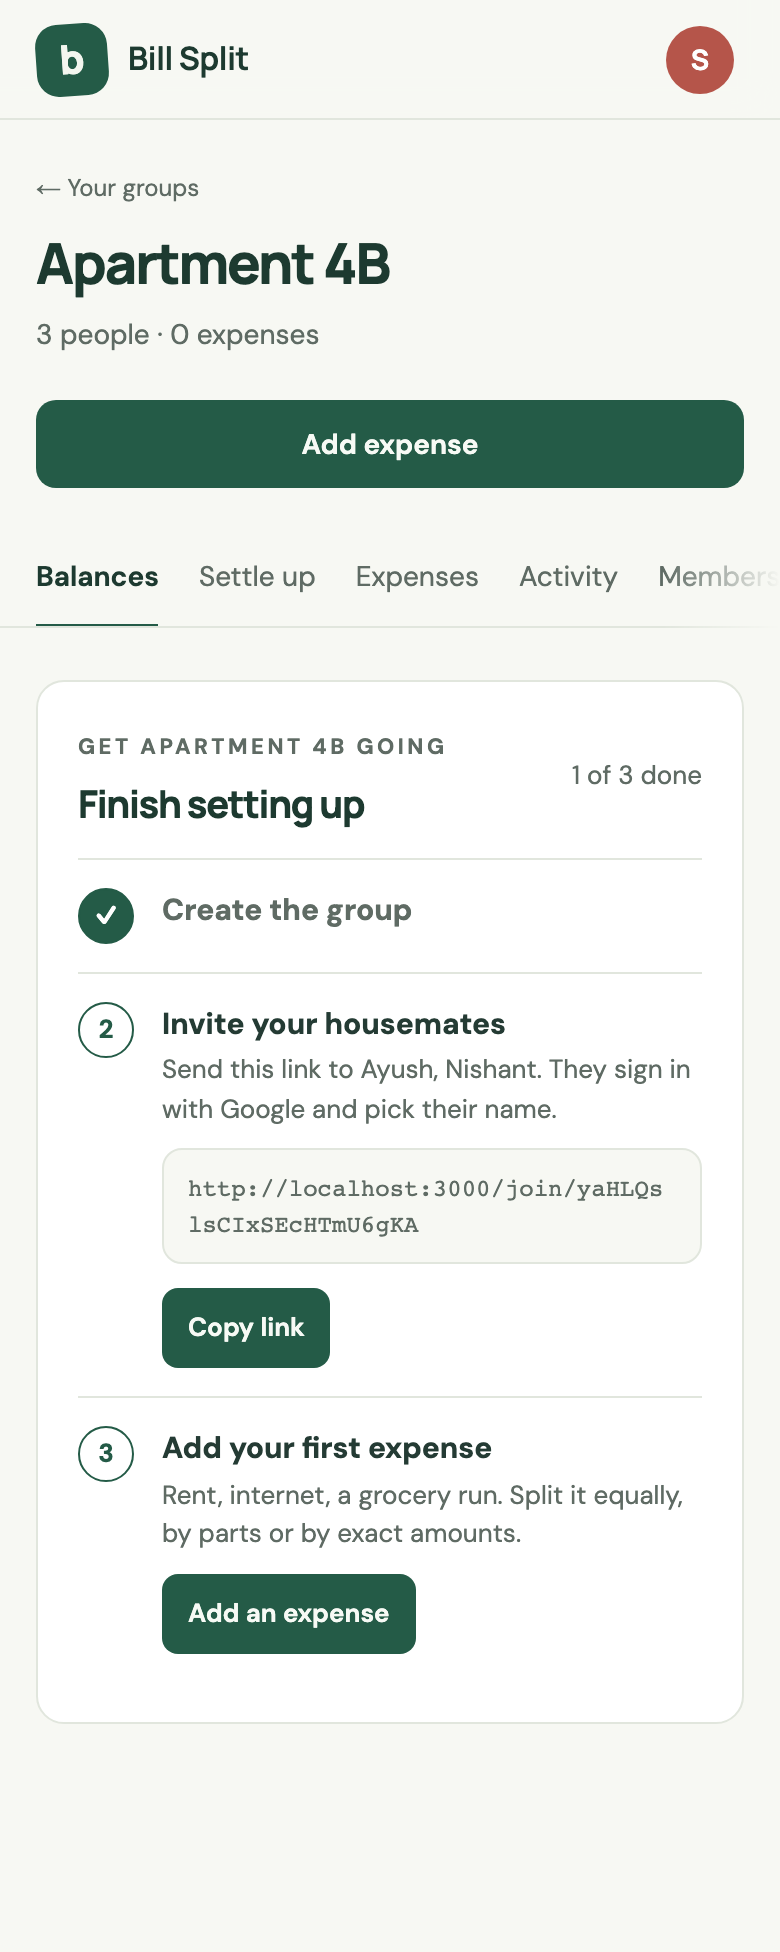 b
Bill Split
S
← Your groups
Apartment 4B
3 people · 0 expenses
Add expense
Balances Settle up Expenses Activity Members
GET APARTMENT 4B GOING
1 of 3 done
Finish setting up
Create the group
2
Invite your housemates
Send this link to Ayush, Nishant. They sign in
with Google and pick their name.
http://localhost:3000/join/yaHLQs
lsCIxSEcHTmU6gKA
Copy link
3
Add your first expense
Rent, internet, a grocery run. Split it equally,
by parts or by exact amounts.
Add an expense